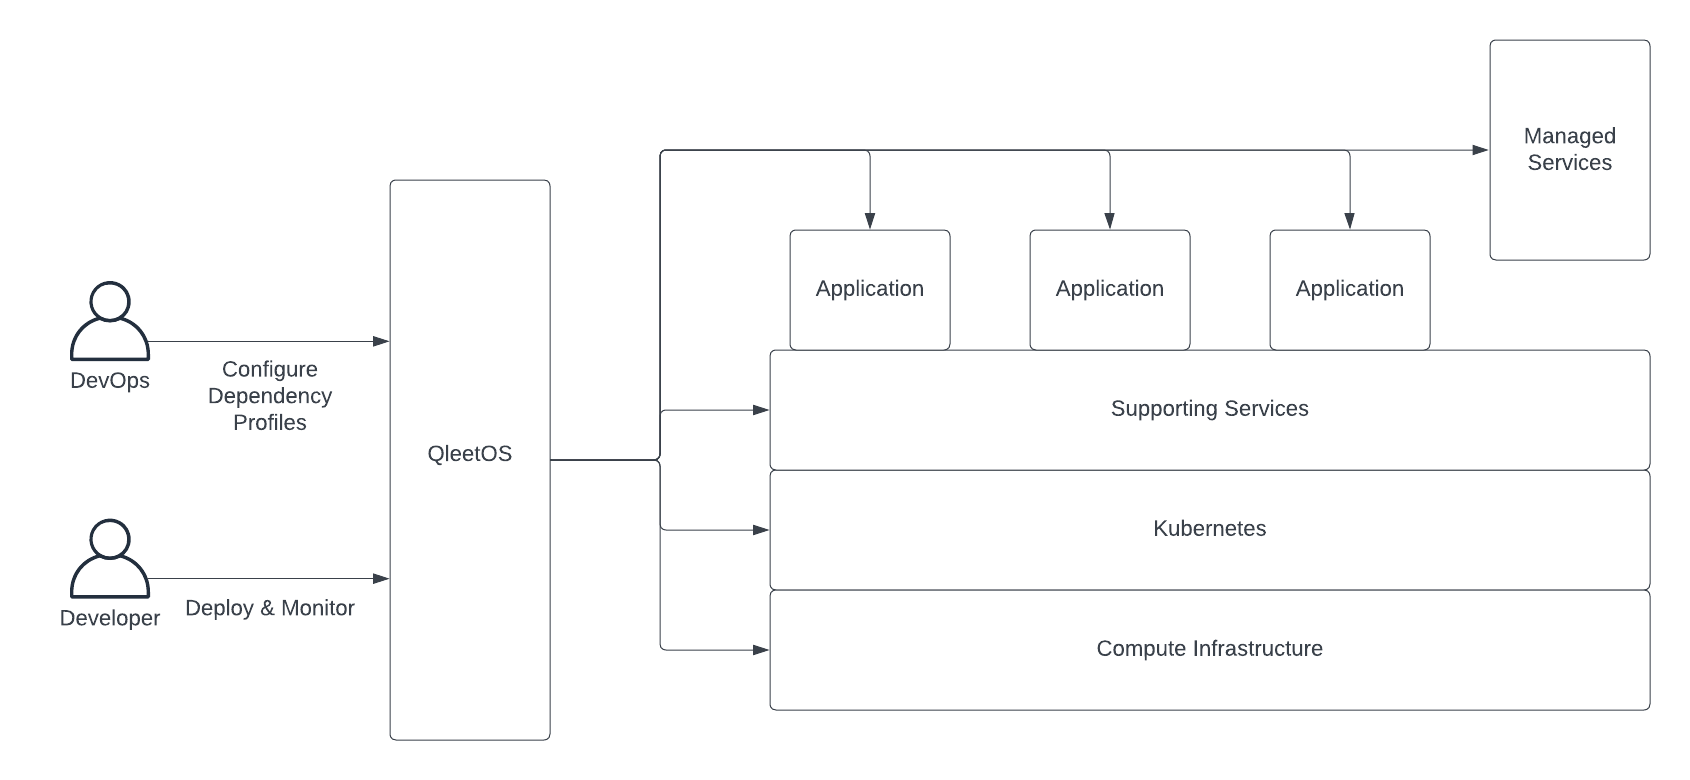 Managed
Services
Application
Application
Application
DevOps
Configure
Dependency
Profiles
QleetOS
Supporting Services
Kubernetes
Developer
Deploy & Monitor
Compute Infrastructure